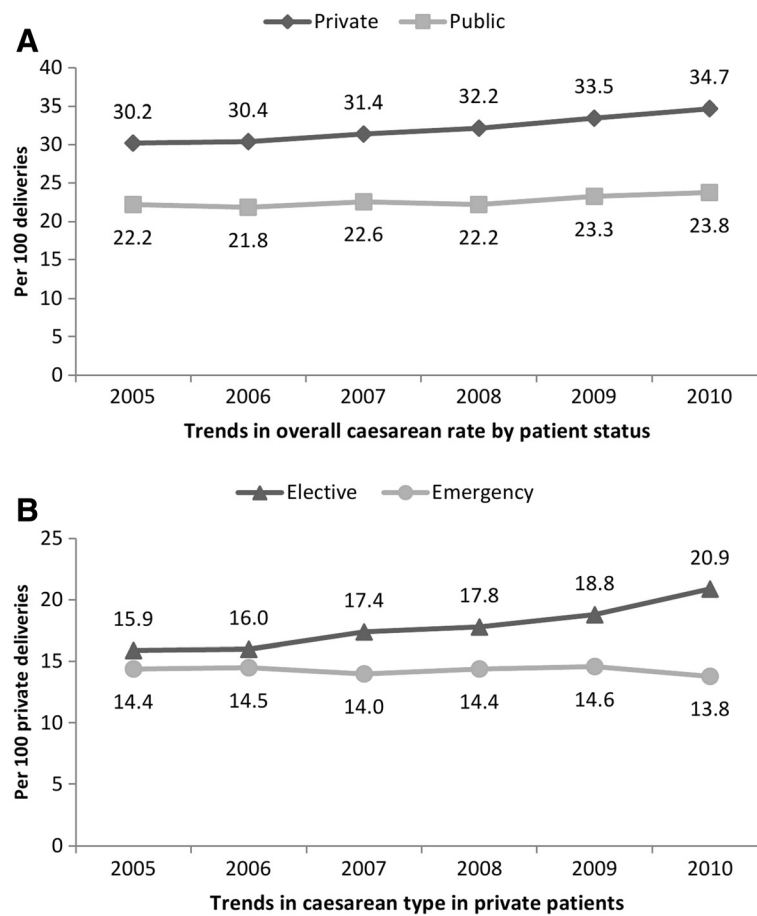 A
Private Public
40
35
30
25
20
15
10
5
0
Per 100 deliveries
30.2 30.4 31.4 32.2 33.5 34.7
22.2 21.8 22.6 22.2 23.3 23.8
2005 2006 2007 2008 2009 2010
Trends in overall caesarean rate by patient status
B
Elective Emergency
25
20
15
10
5
0
Per 100 private deliveries
15.9 16.0 17.4 17.8 18.8 20.9
14.4 14.5 14.0 14.4 14.6 13.8
2005 2006 2007 2008 2009 2010
Trends in caesarean type in private patients